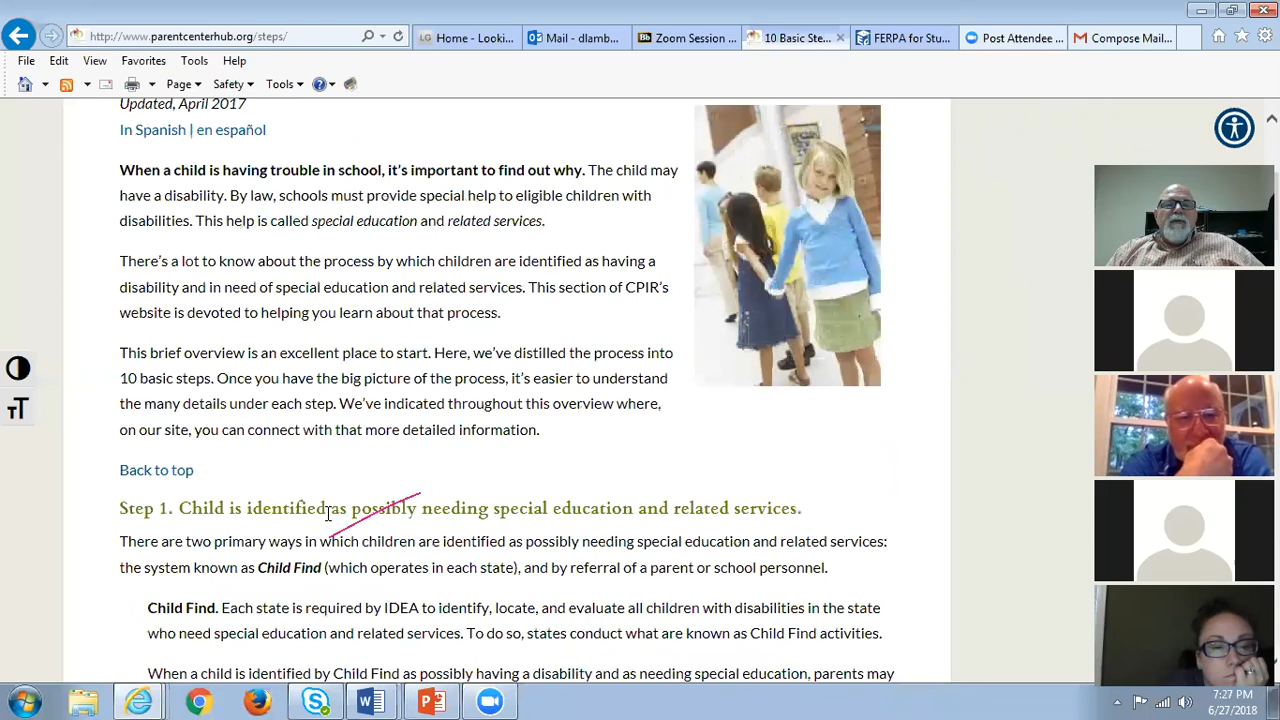 http://www.parentcenterhub.org/steps/
Home - Looki...
Mail - dlamb...
Zoom Session ...
10 Basic Ste...
FERPA for Stu...
Post Attendee ...
Compose Mail...
File Edit View Favorites Tools Help
Page Safety Tools
Updated, April 2017
In Spanish | en español
When a child is having trouble in school, it's important to find out why. The child may
have a disability. By law, schools must provide special help to eligible children with
disabilities. This help is called special education and related services.
There's a lot to know about the process by which children are identified as having a
disability and in need of special education and related services. This section of CPIR's
website is devoted to helping you learn about that process.
This brief overview is an excellent place to start. Here, we've distilled the process into
10 basic steps. Once you have the big picture of the process, it's easier to understand
the many details under each step. We've indicated throughout this overview where,
on our site, you can connect with that more detailed information.
Back to top
Step 1. Child is identified as possibly needing special education and related services.
There are two primary ways in which children are identified as possibly needing special education and related services:
the system known as Child Find (which operates in each state), and by referral of a parent or school personnel.
Child Find. Each state is required by IDEA to identify, locate, and evaluate all children with disabilities in the state
who need special education and related services. To do so, states conduct what are known as Child Find activities.
When a child is identified by Child Find as possibly having a disability and as needing special education, parents may
7:27 PM
6/27/2018